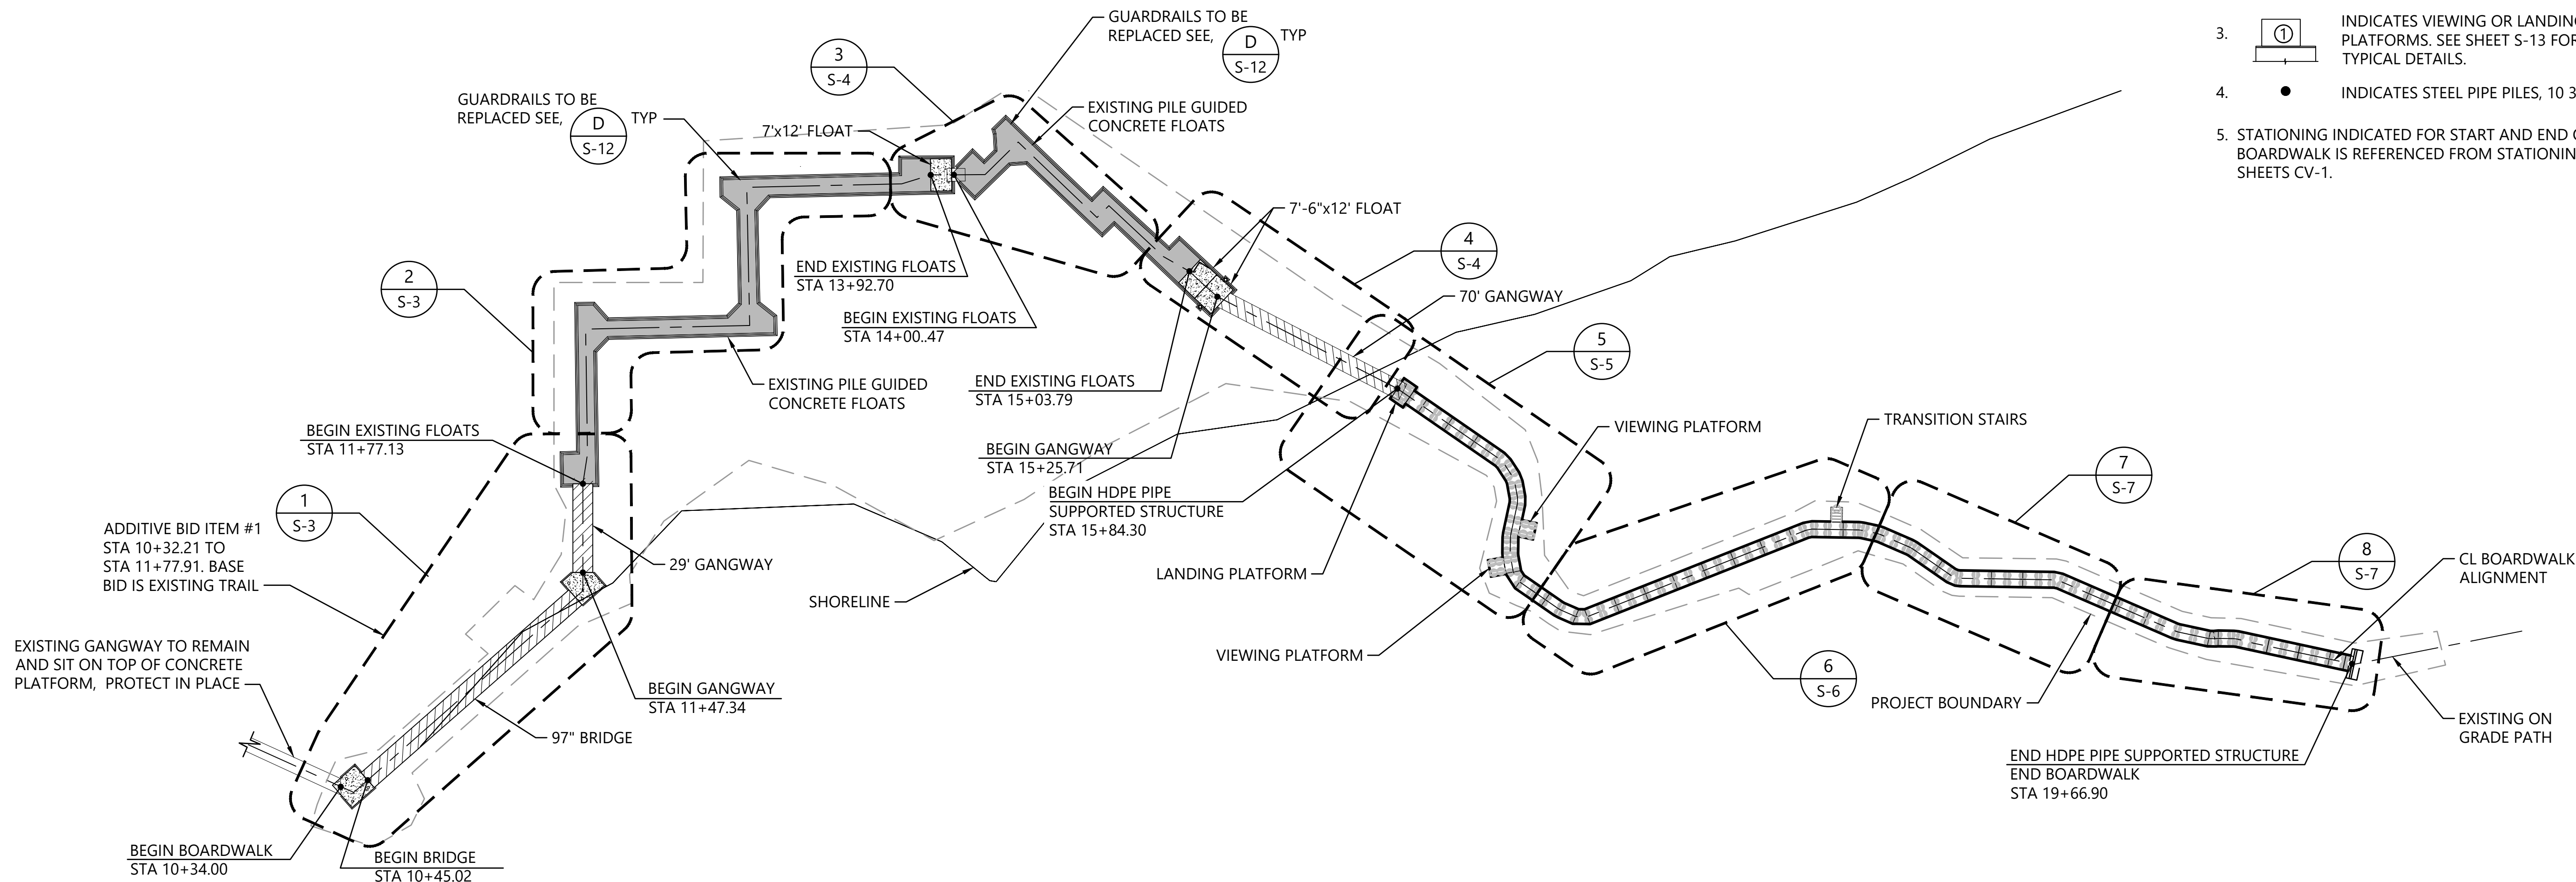 GUARDRAILS TO BE
REPLACED SEE,
D
S-12
TYP
3
S-4
GUARDRAILS TO BE
REPLACED SEE,
D
S-12
TYP
7'x12' FLOAT
EXISTING PILE GUIDED
CONCRETE FLOATS
7'-6"x12' FLOAT
4
S-4
2
S-3
END EXISTING FLOATS
STA 13+92.70
BEGIN EXISTING FLOATS
STA 14+00..47
70' GANGWAY
5
S-5
EXISTING PILE GUIDED
CONCRETE FLOATS
END EXISTING FLOATS
STA 15+03.79
BEGIN EXISTING FLOATS
STA 11+77.13
BEGIN GANGWAY
STA 15+25.71
BEGIN HDPE PIPE
SUPPORTED STRUCTURE
STA 15+84.30
VIEWING PLATFORM
TRANSITION STAIRS
7
S-7
1
S-3
ADDITIVE BID ITEM #1
STA 10+32.21 TO
STA 11+77.91. BASE
BID IS EXISTING TRAIL
29' GANGWAY
SHORELINE
LANDING PLATFORM
8
S-7
CL BOARDWALK
ALIGNMENT
EXISTING GANGWAY TO REMAIN
AND SIT ON TOP OF CONCRETE
PLATFORM, PROTECT IN PLACE
VIEWING PLATFORM
6
S-6
PROJECT BOUNDARY
BEGIN GANGWAY
STA 11+47.34
97" BRIDGE
EXISTING ON
GRADE PATH
END HDPE PIPE SUPPORTED STRUCTURE
END BOARDWALK
STA 19+66.90
BEGIN BOARDWALK
STA 10+34.00
BEGIN BRIDGE
STA 10+45.02
3.
1
INDICATES VIEWING OR LANDING
PLATFORMS. SEE SHEET S-13 FOR
TYPICAL DETAILS.
4.
INDICATES STEEL PIPE PILES, 10 3
5. STATIONING INDICATED FOR START AND END
BOARDWALK IS REFERENCED FROM
SHEETS CV-1.